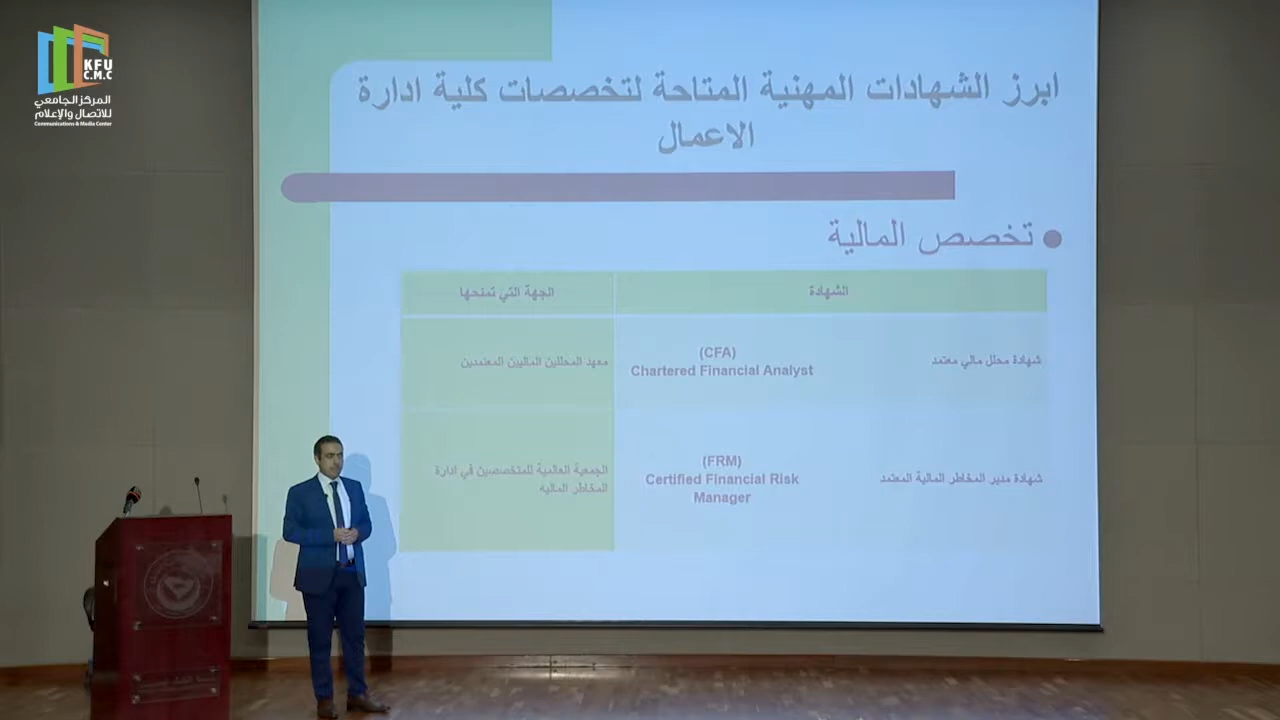 KFU
C.M.C
المركز الجامعي
للاتصال والإعلام
Communications & Media Center
ابرز الشهادات المهنية المتاحة لتخصصات كلية ادارة
الاعمال
تخصص المالية
الشهادة
الجهة التي تمنحها
شهادة محلل مالي معتمد
(CFA)
Chartered Financial Analyst
معهد المحللين الماليين المعتمدين
شهادة مدير المخاطر المالية المعتمد
(FRM)
Certified Financial Risk
Manager
الجمعية العالمية للمتخصصين في ادارة
المخاطر الماليه